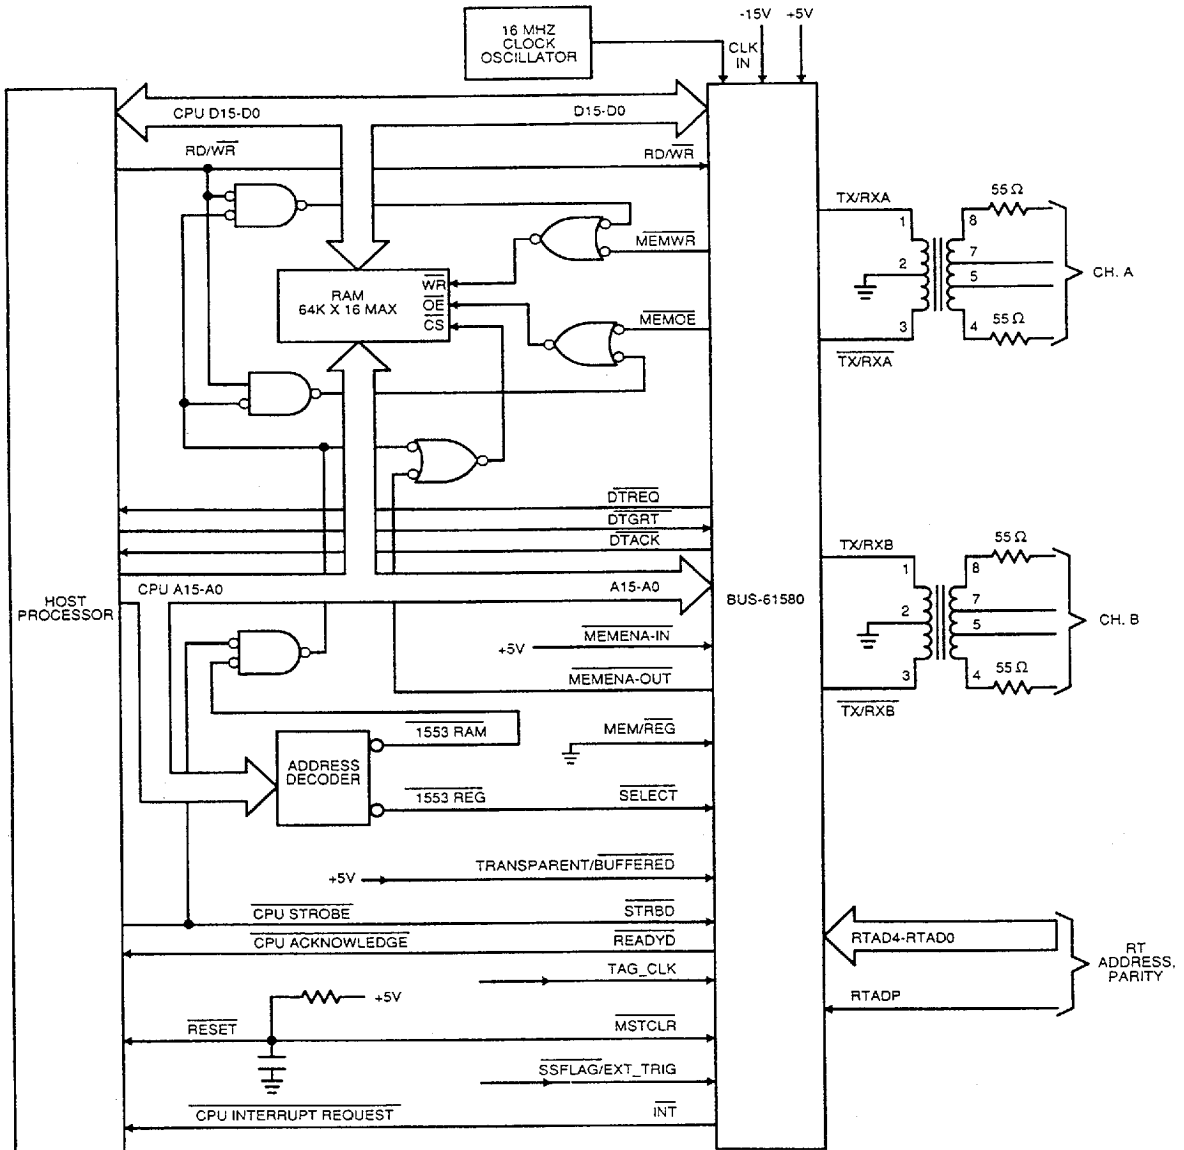 16 MHZ
CLOCK
OSCILLATOR
-15V +5V
CLK
IN
CPU D15-D0 D15-D0
RD/WR RD/WR
MEMWR
RAM
64K X 16 MAX
WR
OE
CS
MEMOE
TX/RXA
1
2
3
8
7
5
4
55 Ω
55 Ω
TX/RXA
CH. A
DTREQ
DTGRT
DTACK
HOST
PROCESSOR
CPU A15-A0 A15-A0
BUS-61580
TX/RXB
1
2
3
8
7
5
4
55 Ω
55 Ω
TX/RXB
CH. B
+5V MEMENA-IN
MEMENA-OUT
1553 RAM
MEM/REG
ADDRESS
DECODER
1553 REG SELECT
TRANSPARENT/BUFFERED
+5V
CPU STROBE STRBD
CPU ACKNOWLEDGE READYD
TAG_CLK
+5V
RESET MSTCLR
SSFLAG/EXT_TRIG
CPU INTERRUPT REQUEST INT
RTAD4-RTAD0
RTADP
RT
ADDRESS,
PARITY